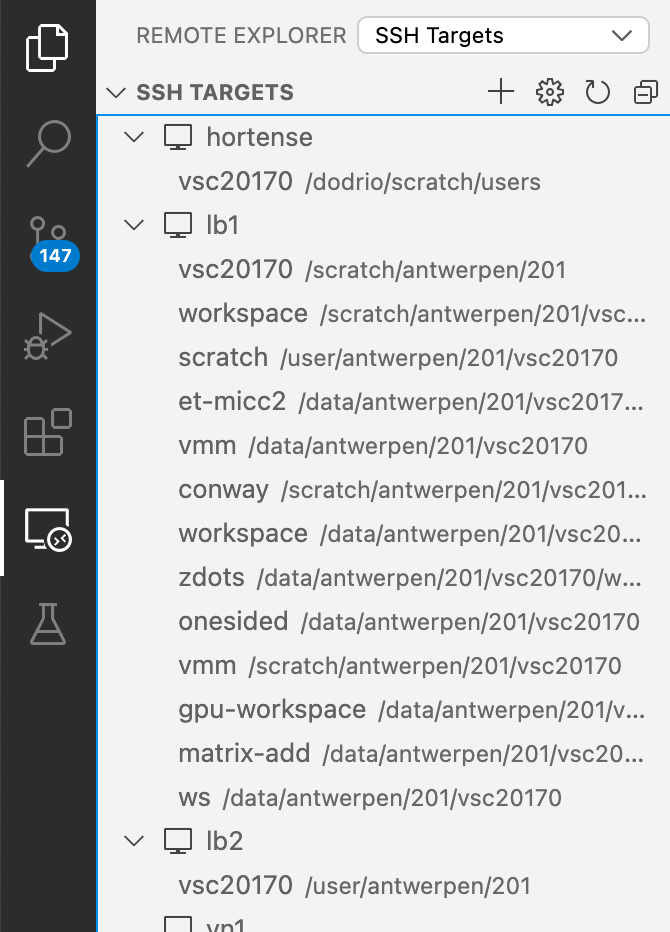 REMOTE EXPLORER SSH Targets
SSH TARGETS
hortense
vsc20170 /dodrio/scratch/users
lb1
147
vsc20170 /scratch/antwerpen/201
workspace /scratch/antwerpen/201/vsc...
scratch /user/antwerpen/201/vsc20170
et-micc2 /data/antwerpen/201/vsc2017...
vmm /data/antwerpen/201/vsc20170
conway /scratch/antwerpen/201/vsc201...
workspace /data/antwerpen/201/vsc20...
zdots /data/antwerpen/201/vsc20170/w...
onesided /data/antwerpen/201/vsc20170
vmm /scratch/antwerpen/201/vsc20170
gpu-workspace /data/antwerpen/201/v...
matrix-add /data/antwerpen/201/vsc20...
ws /data/antwerpen/201/vsc20170
lb2
vsc20170 /user/antwerpen/201